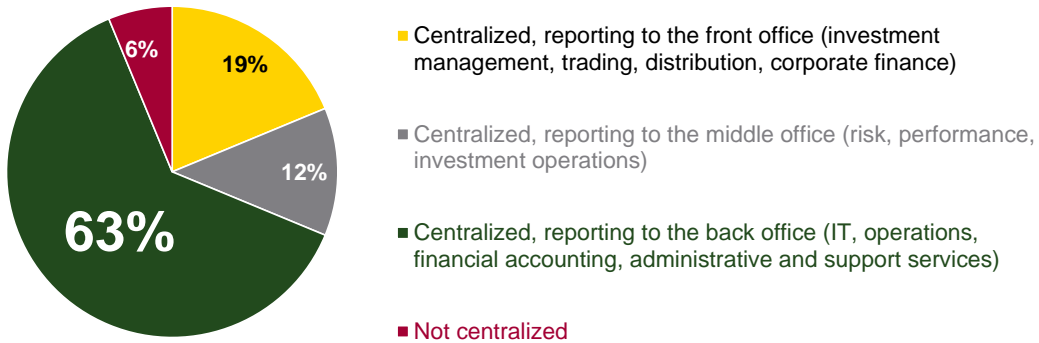 6%
19%
12%
63%
Centralized, reporting to the front office (investment
management, trading, distribution, corporate finance)
Centralized, reporting to the middle office (risk, performance,
investment operations)
Centralized, reporting to the back office (IT, operations,
financial accounting, administrative and support services)
Not centralized